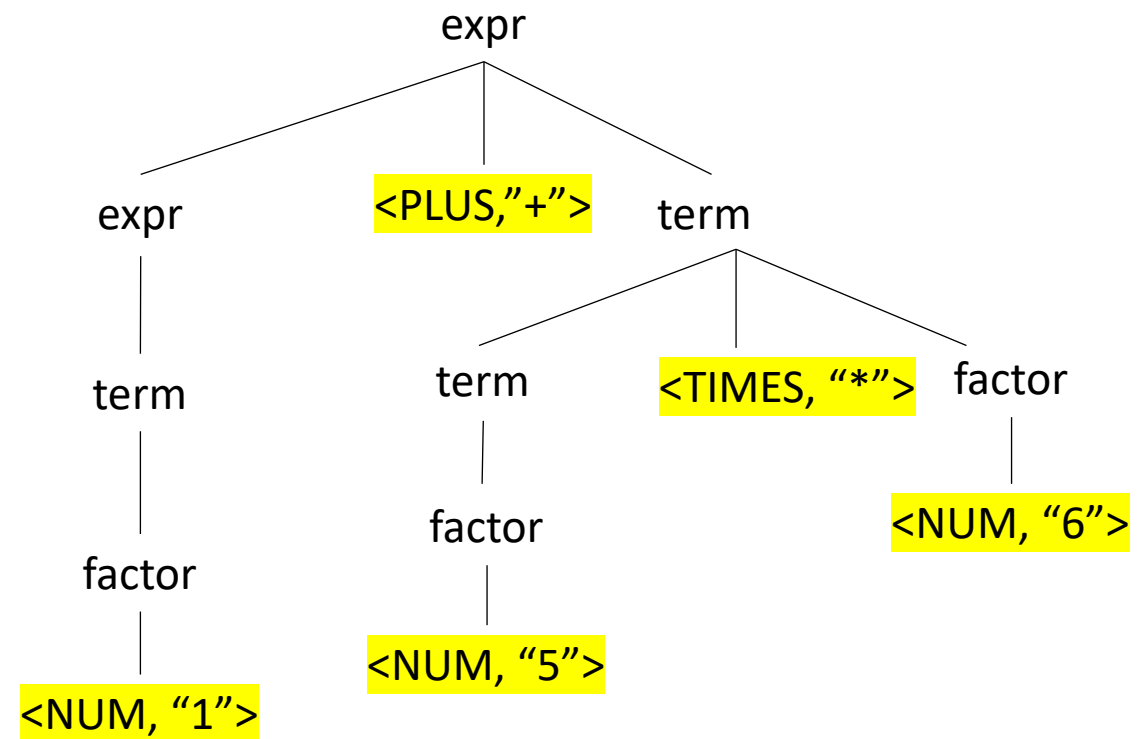 expr
expr
<PLUS,”+”>
term
term
term
<TIMES, “*”>
factor
factor
factor
<NUM, “6”>
<NUM, “5”>
<NUM, “1”>